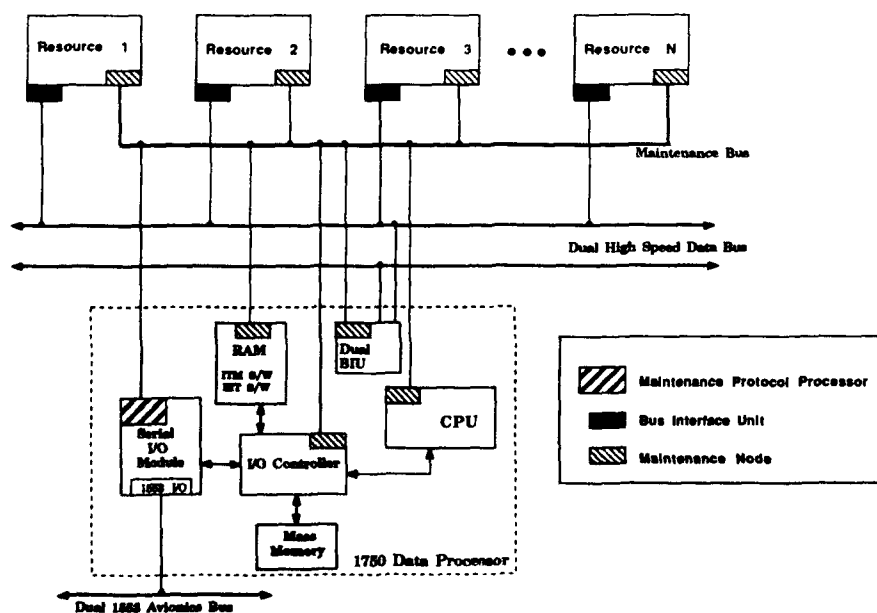 Resource 1
Resource 2
Resource 3
Resource N
Maintenance Bus
Dual High Speed Data Bus
RAM
ITM S/W
BIT S/W
Dual
BIU
CPU
Serial
I/O
Module
1553 I/O
I/O Controller
Mass
Memory
1750 Data Processor
Dual 1553 Avionics Bus
Maintenance Protocol Processor
Bus Interface Unit
Maintenance Node